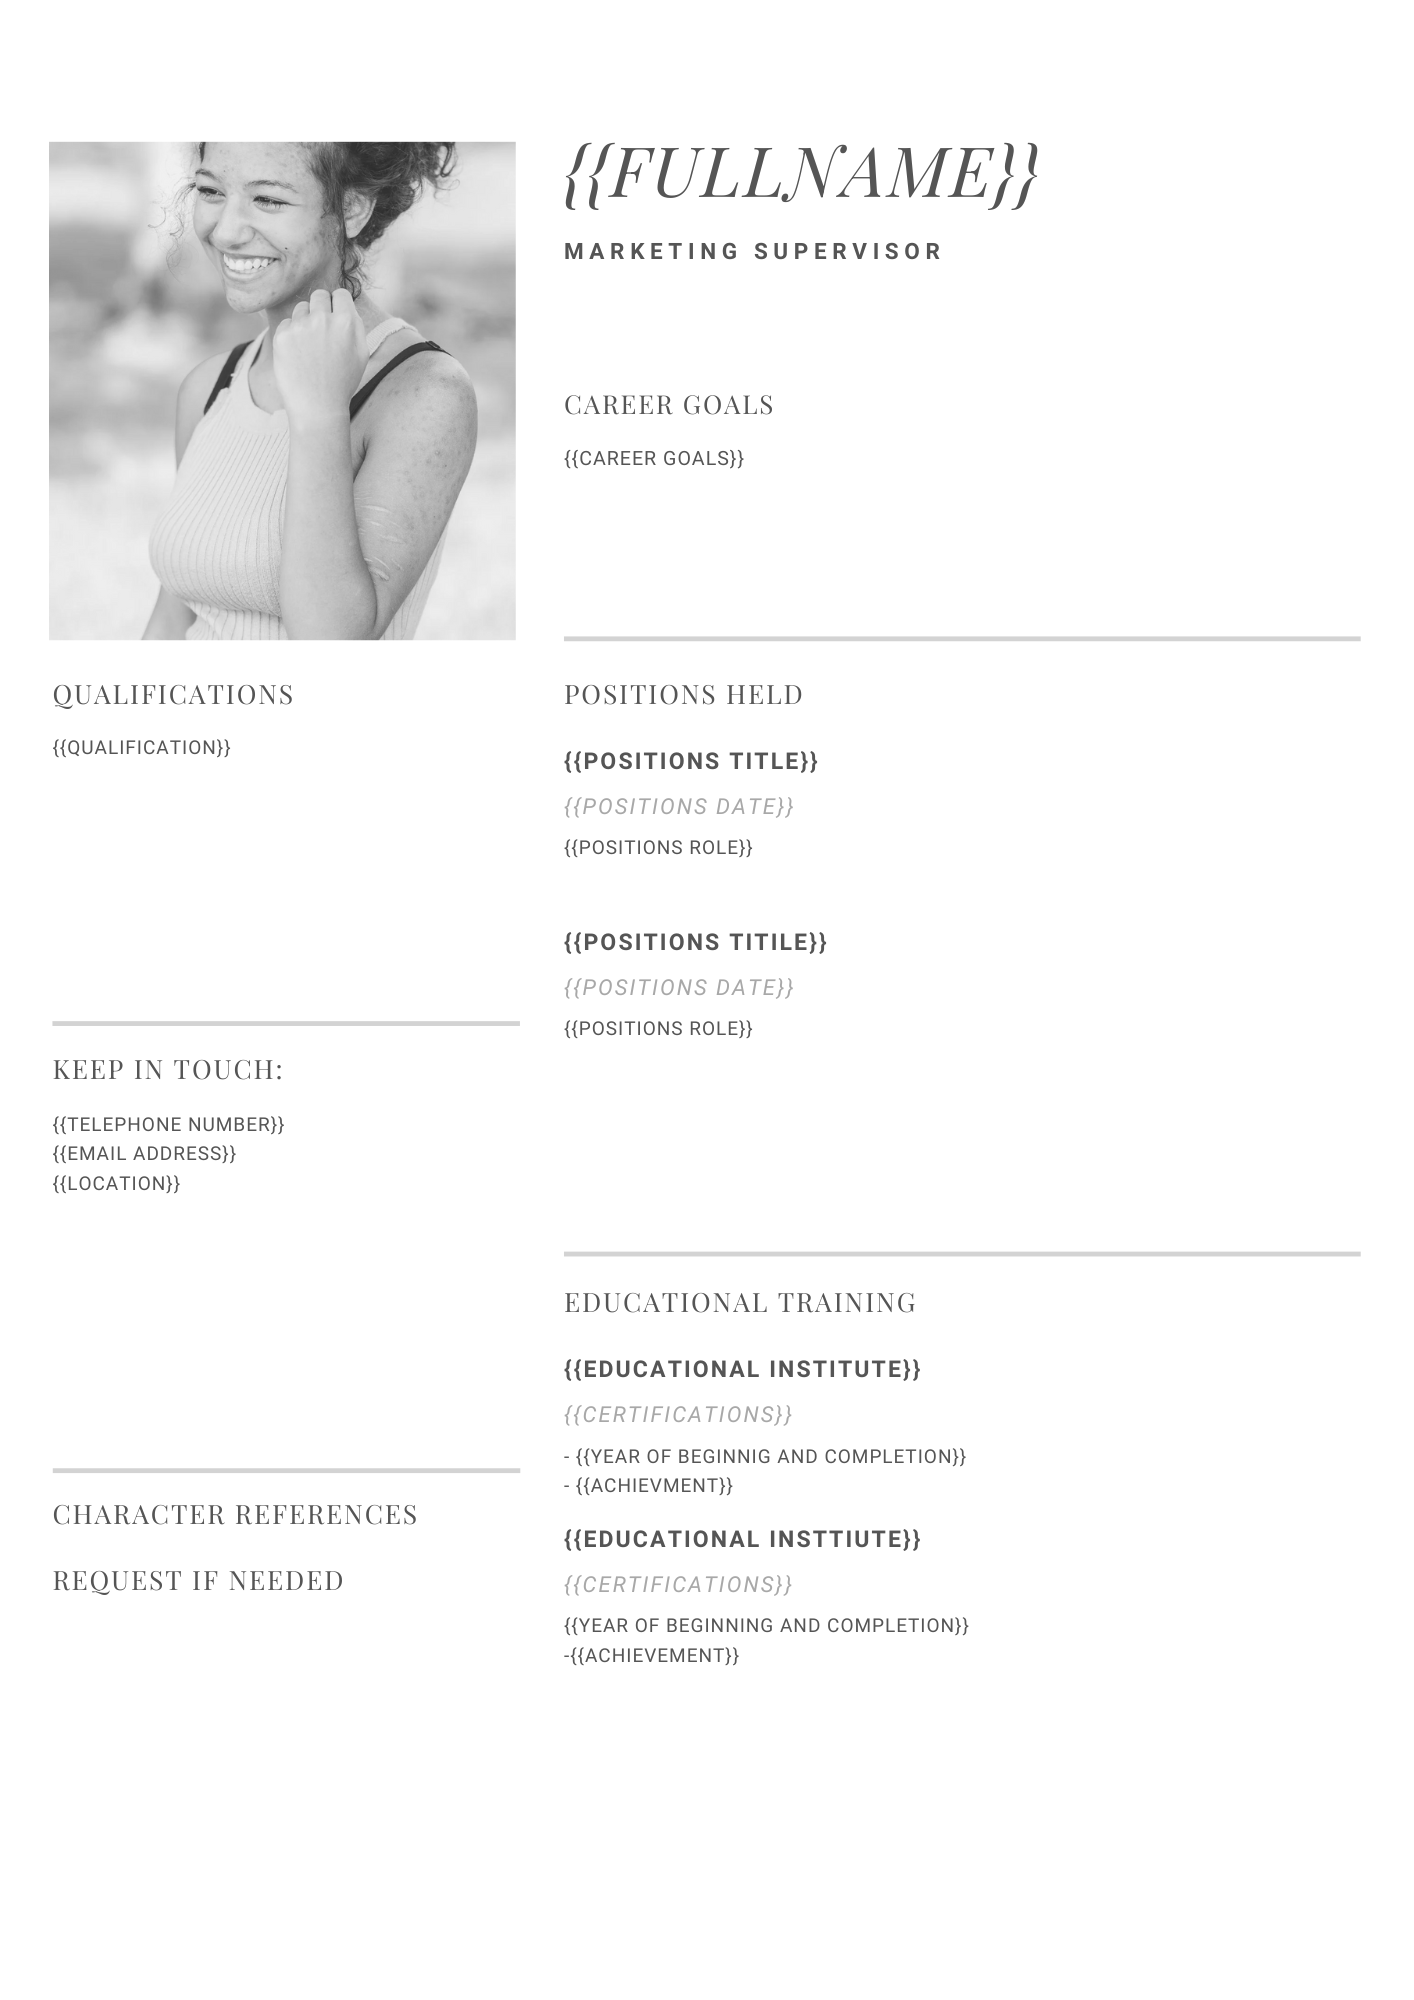 {{FULLNAME}}
MARKETING SUPERVISOR
CAREER GOALS
{{CAREER GOALS}}
QUALIFICATIONS
{{QUALIFICATION}}
KEEP IN TOUCH:
{{TELEPHONE NUMBER}}
{{EMAIL ADDRESS}}
{{LOCATION}}
CHARACTER REFERENCES
REQUEST IF NEEDED
POSITIONS HELD
{{POSITIONS TITLE}}
{{POSITIONS DATE}}
{{POSITIONS ROLE}}
{{POSITIONS TITILE}}
{{POSITIONS DATE}}
{{POSITIONS ROLE}}
EDUCATIONAL TRAINING
{{EDUCATIONAL INSTITUTE}}
{{CERTIFICATIONS}}
- {{YEAR OF BEGINNIG AND COMPLETION}}
- {{ACHIEVMENT}}
{{EDUCATIONAL INSTTIUTE}}
{{CERTIFICATIONS}}
{{YEAR OF BEGINNING AND COMPLETION}}
-{{ACHIEVEMENT}}